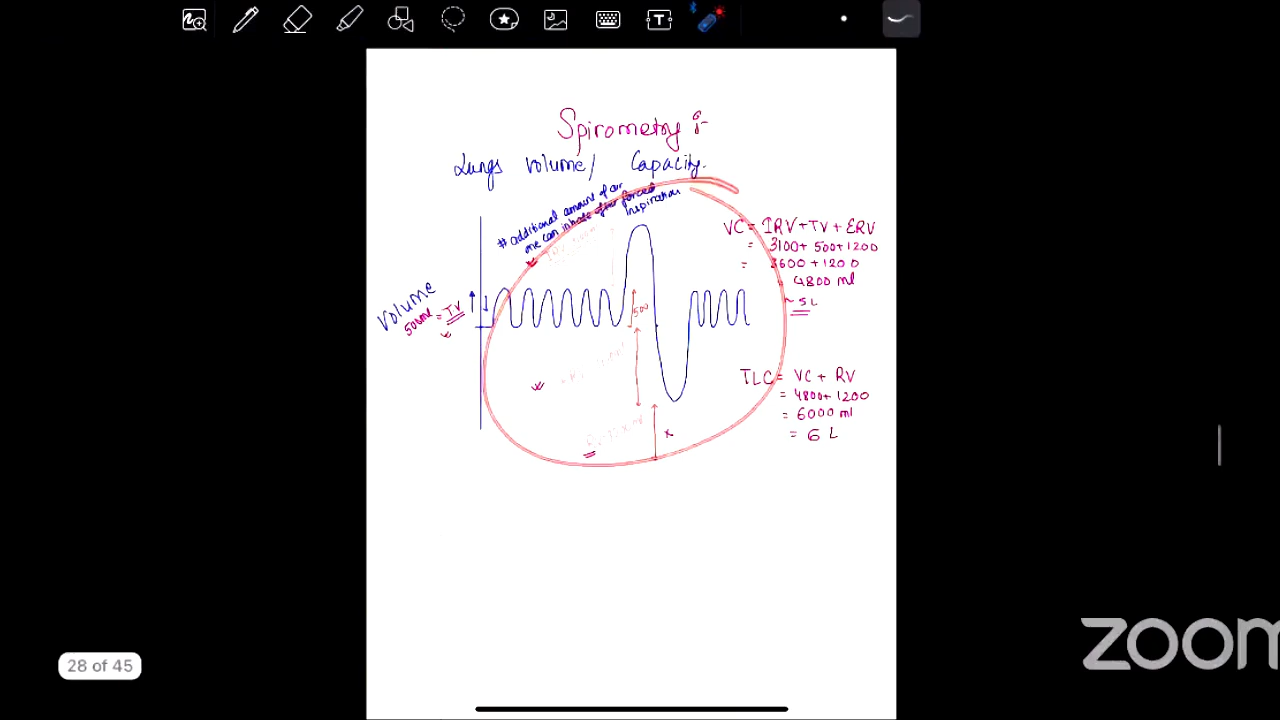 Spirometry :-
Lungs Volume/ Capacity.
# additional amount of air
one can inhale after forced
inspiration
VC = IRV+TV+ERV
= 3100+ 500+1200
= 3600+1200
4800 ml
~ 5L
Volume
500ml = TV
500
TLC = VC + RV
= 4800+1200
= 6000 ml
= 6 L
x
T
28 of 45
zoom